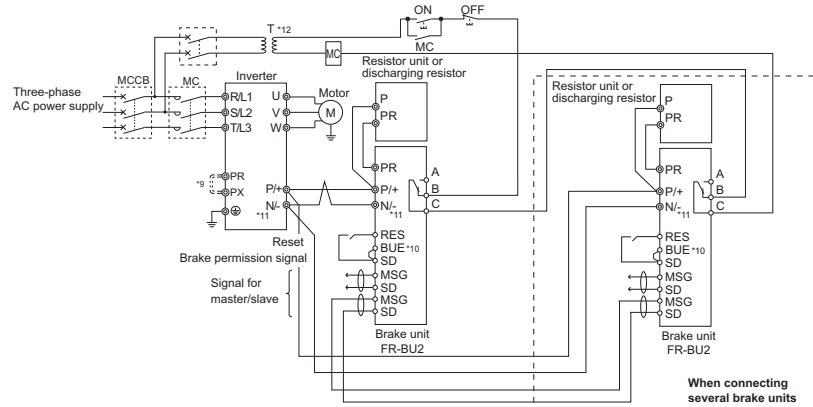 ON OFF
T *12
MC
MC
Resistor unit or
discharging resistor
P
PR
Three-phase
AC power supply
MCCB
MC
Inverter
R/L1
S/L2
T/L3
U
V
W
Motor
M
PR
PX
*9
P/+
N/-
*11
PR
P/+
N/-
*11
A
B
C
Reset
Brake permission signal
Signal for
master/slave
RES
BUE *10
SD
MSG
SD
MSG
SD
Brake unit
FR-BU2
Resistor unit or
discharging resistor
P
PR
PR
P/+
N/-
*11
A
B
C
RES
BUE *10
SD
MSG
SD
MSG
SD
Brake unit
FR-BU2
When connecting
several brake units